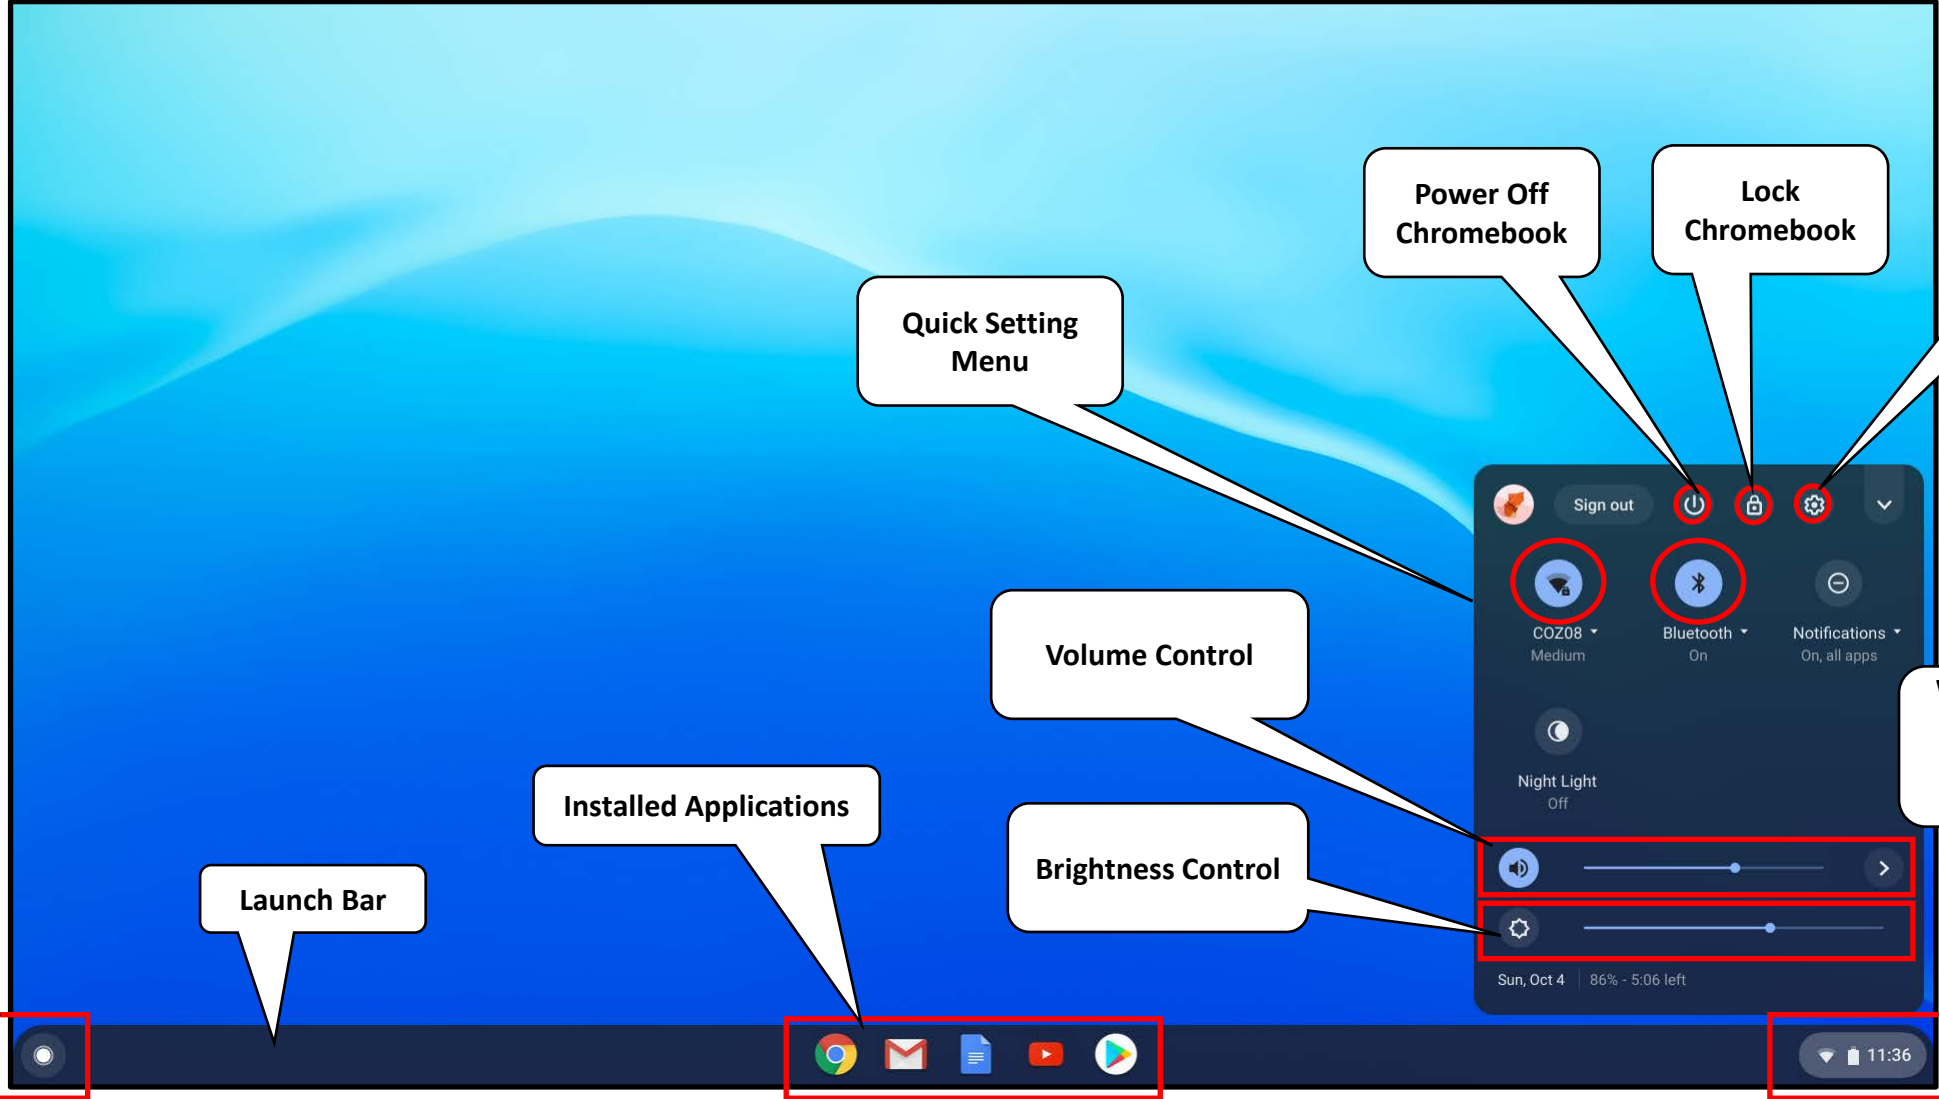 Power Off
Chromebook
Lock
Chromebook
Quick Setting
Menu
Sign out
COZ08
Medium
Bluetooth
On
Notifications
On, all apps
Volume Control
Night Light
Off
Installed Applications
Brightness Control
Launch Bar
Sun, Oct 4
86% - 5:06 left
11:36